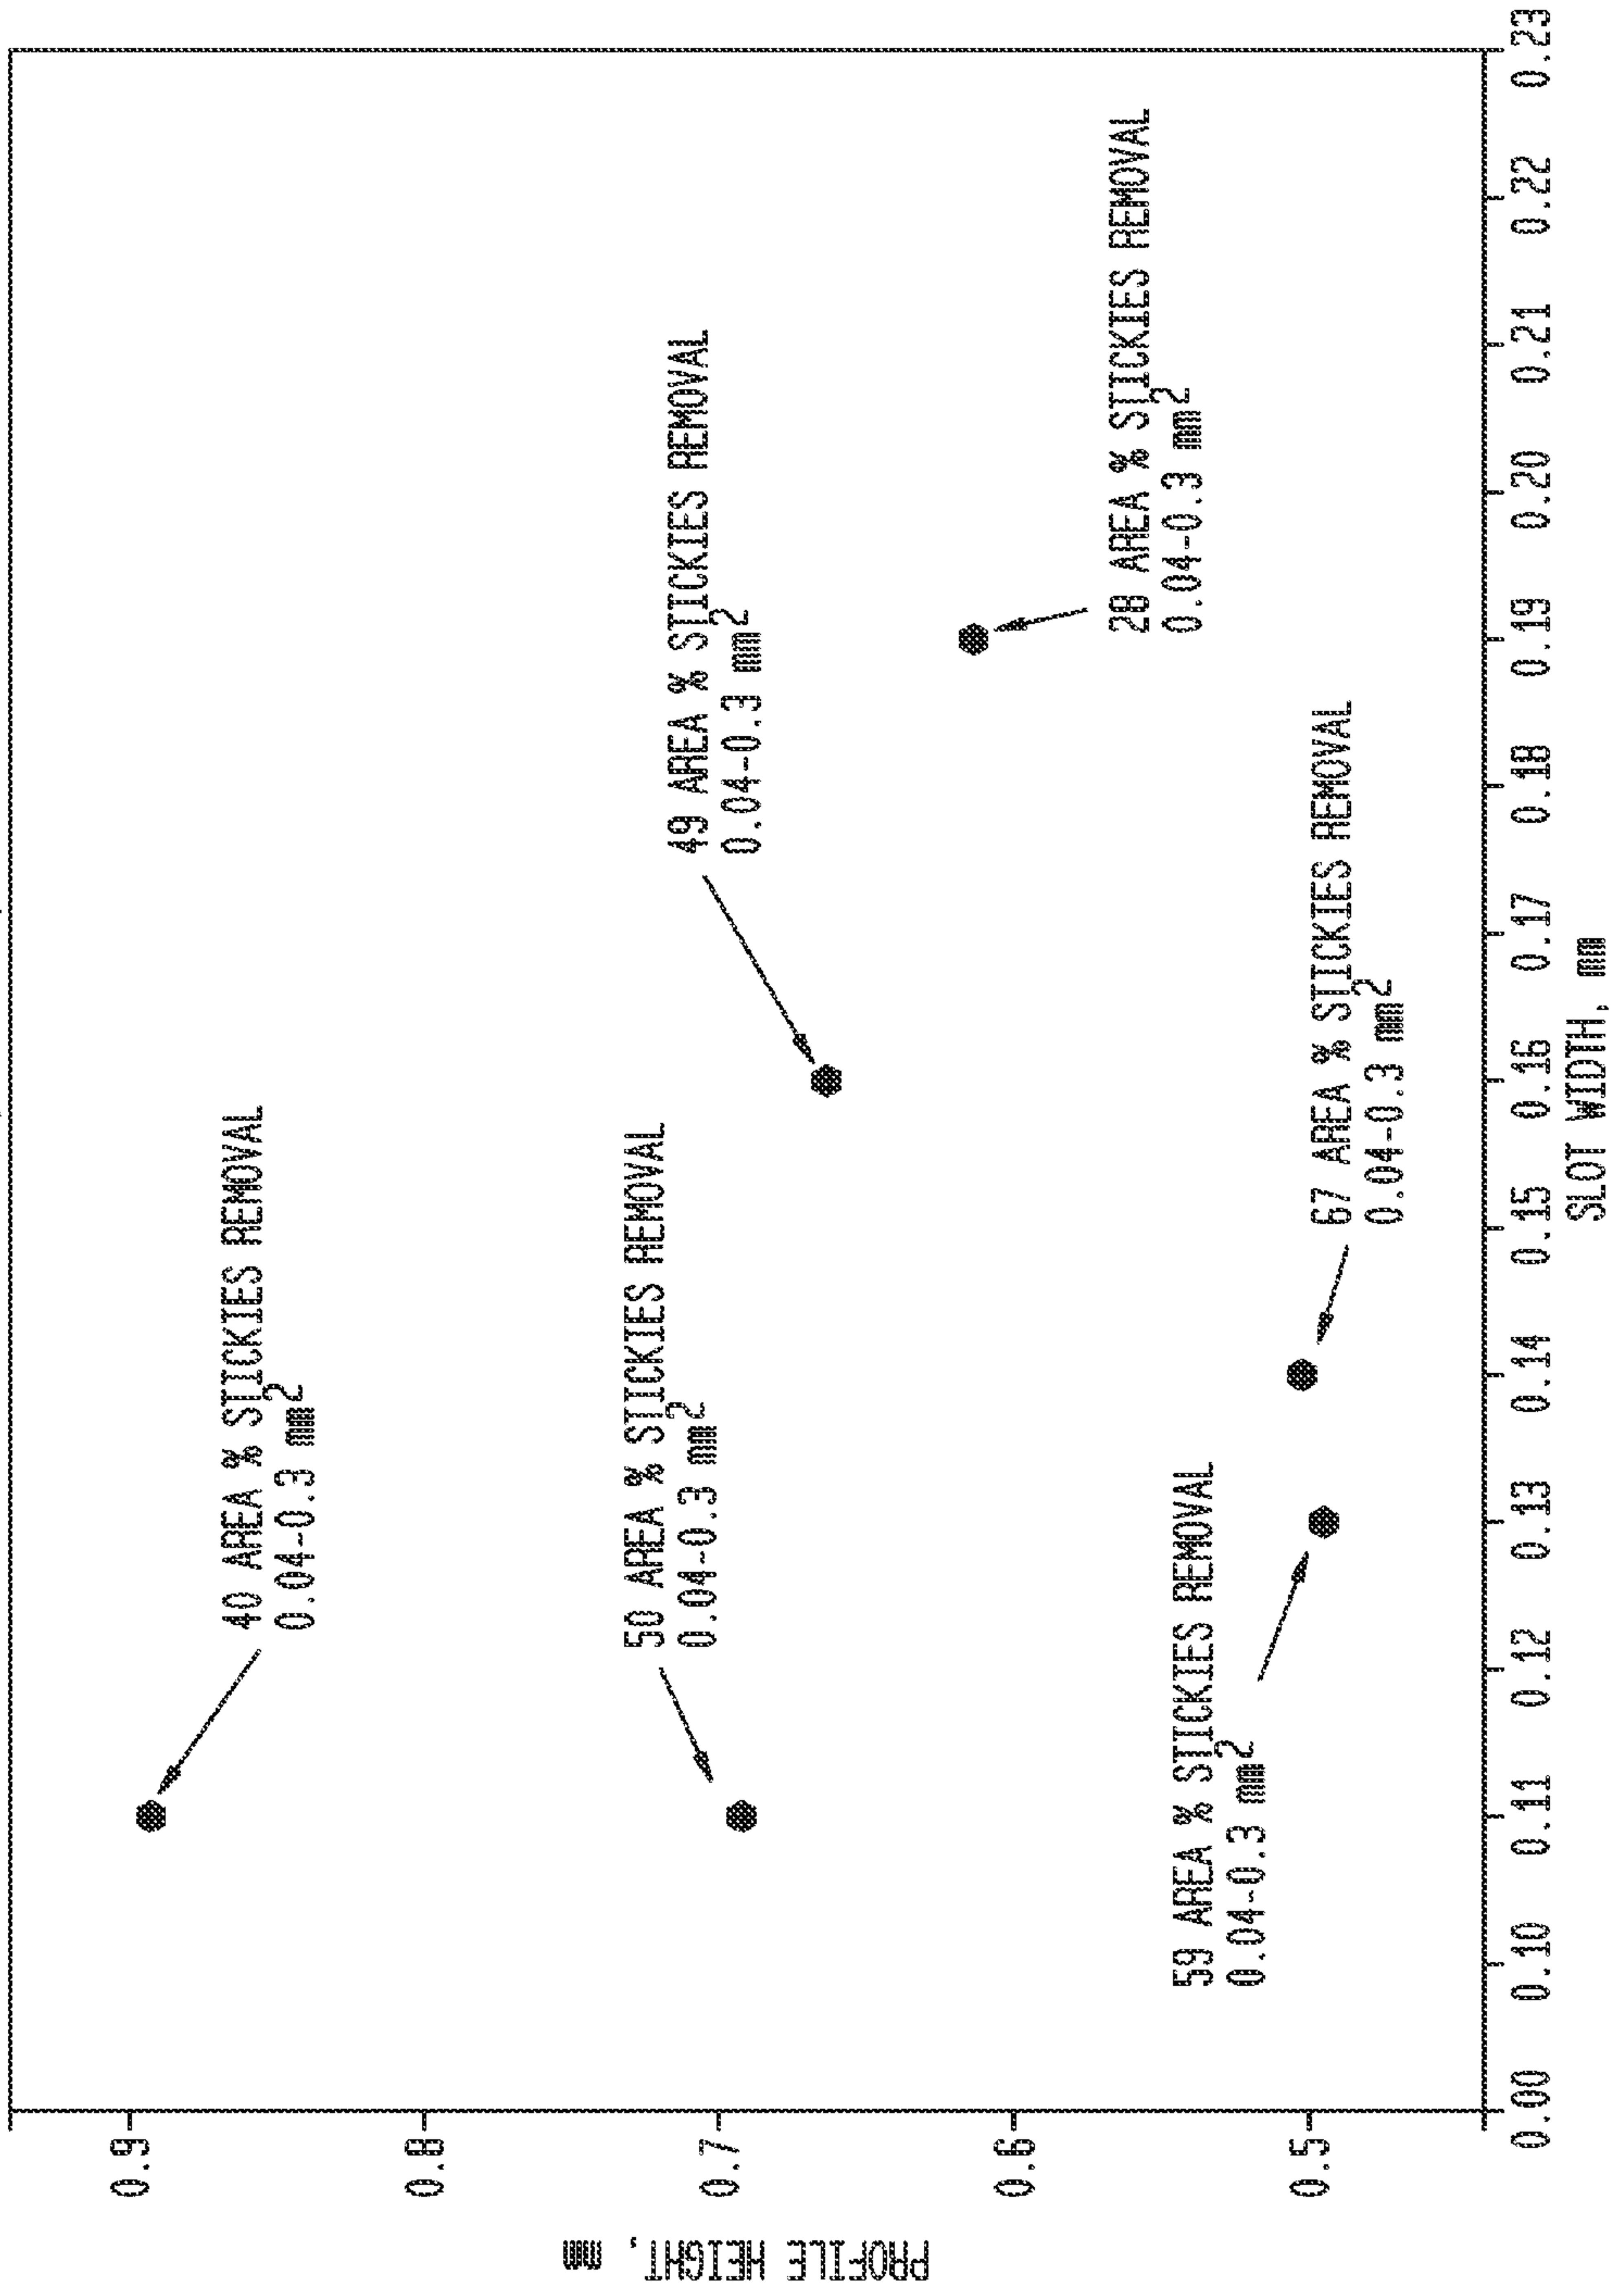 40 AREA % STICKIES REMOVAL
0.04-0.3 mm²
50 AREA % STICKIES REMOVAL
0.04-0.3 mm²
49 AREA % STICKIES REMOVAL
0.04-0.3 mm²
28 AREA % STICKIES REMOVAL
0.04-0.3 mm²
59 AREA % STICKIES REMOVAL
0.04-0.3 mm²
67 AREA % STICKIES REMOVAL
0.04-0.3 mm²
PROFILE HEIGHT, mm
0.9
0.8
0.7
0.6
0.5
0.00 0.10 0.11 0.12 0.13 0.14 0.15 0.16 0.17 0.18 0.19 0.20 0.21 0.22 0.23
SLOT WIDTH, mm